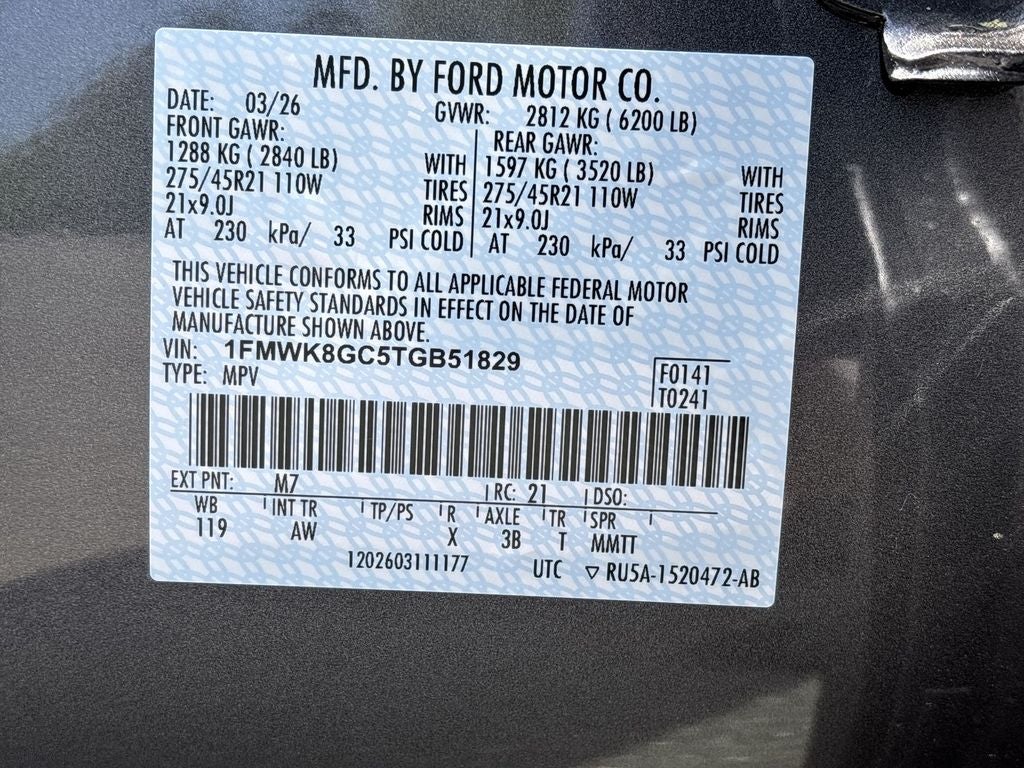 MFD. BY FORD MOTOR CO.
DATE: 03/26 GVWR: 2812 KG ( 6200 LB)
FRONT GAWR: REAR GAWR:
1288 KG ( 2840 LB) WITH 1597 KG ( 3520 LB) WITH
275/45R21 110W TIRES 275/45R21 110W TIRES
21x9.0J RIMS 21x9.0J RIMS
AT 230 kPa/ 33 PSI COLD AT 230 kPa/ 33 PSI COLD
THIS VEHICLE CONFORMS TO ALL APPLICABLE FEDERAL MOTOR
VEHICLE SAFETY STANDARDS IN EFFECT ON THE DATE OF
MANUFACTURE SHOWN ABOVE.
VIN: 1FMWK8GC5TGB51829
TYPE: MPV
F0141
T0241
EXT PNT: M7 RC: 21 DSO:
WB INT TR TP/PS R AXLE TR SPR
119 AW X 3B T MMTT
1202603111177 UTC ▽ RU5A-1520472-AB